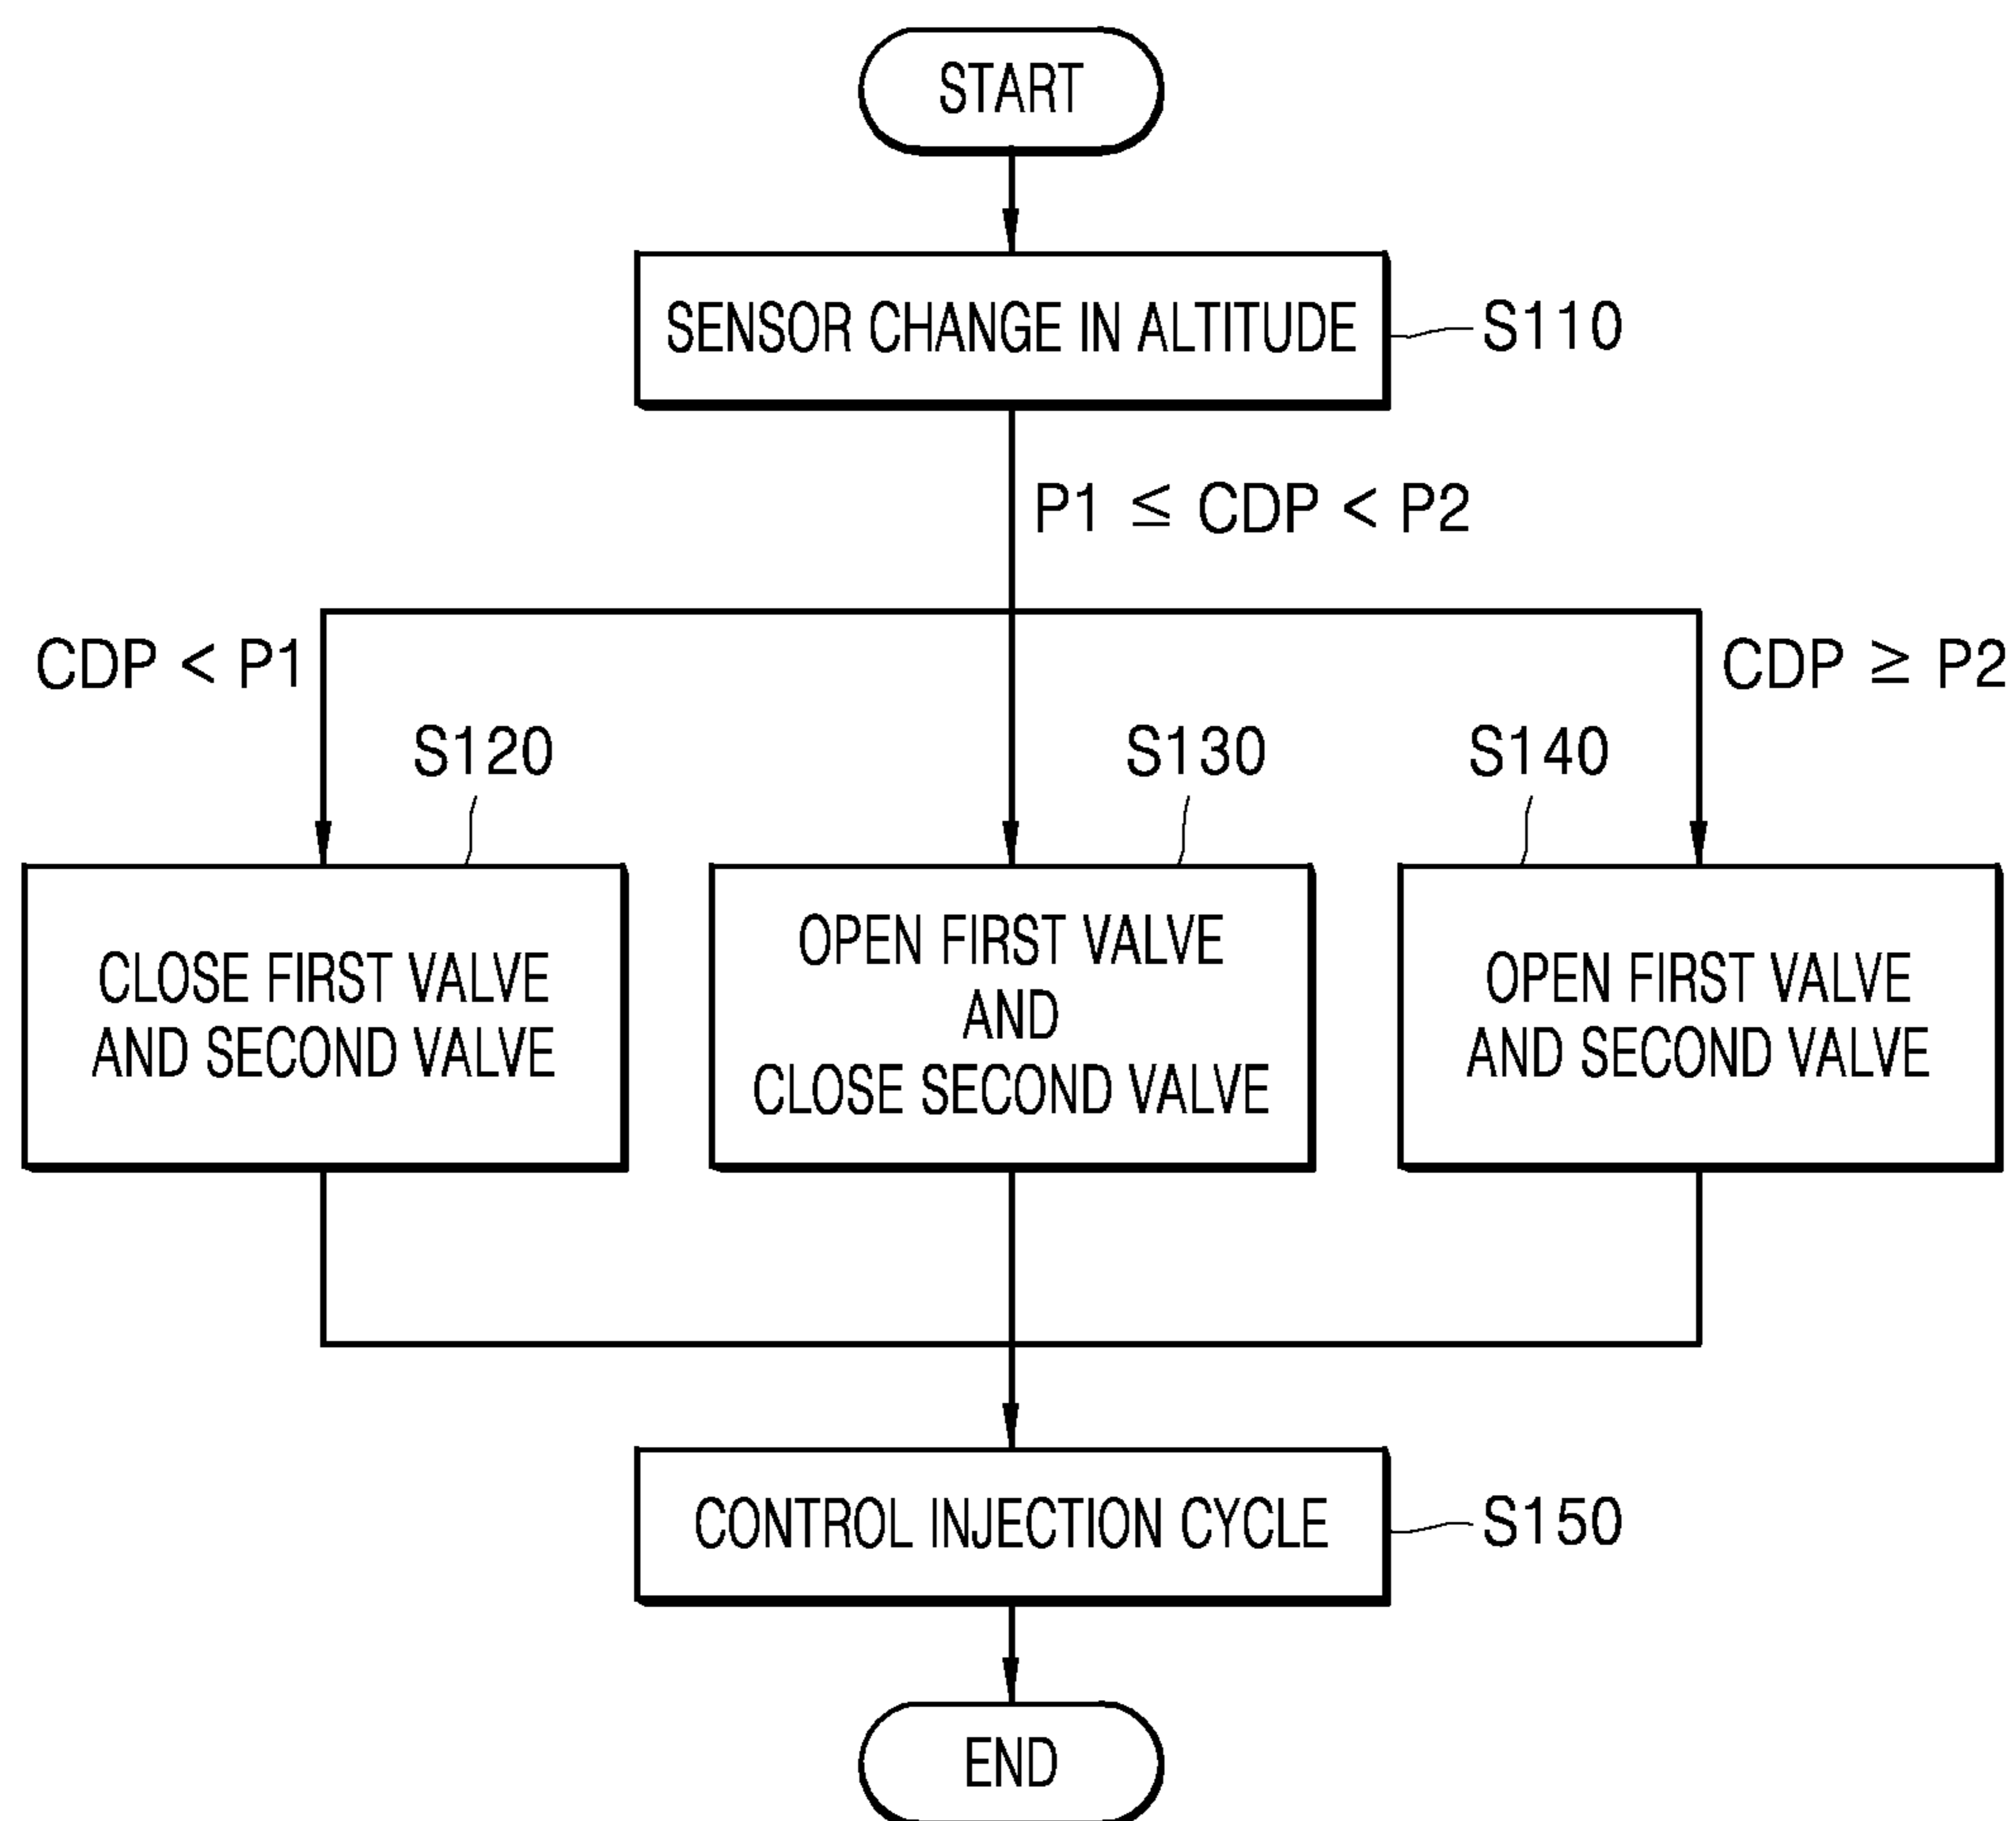 START
SENSOR CHANGE IN ALTITUDE
S110
P1 ≤ CDP < P2
CDP < P1
CDP ≥ P2
S120
S130
S140
CLOSE FIRST VALVE
AND SECOND VALVE
OPEN FIRST VALVE
AND
CLOSE SECOND VALVE
OPEN FIRST VALVE
AND SECOND VALVE
CONTROL INJECTION CYCLE
S150
END